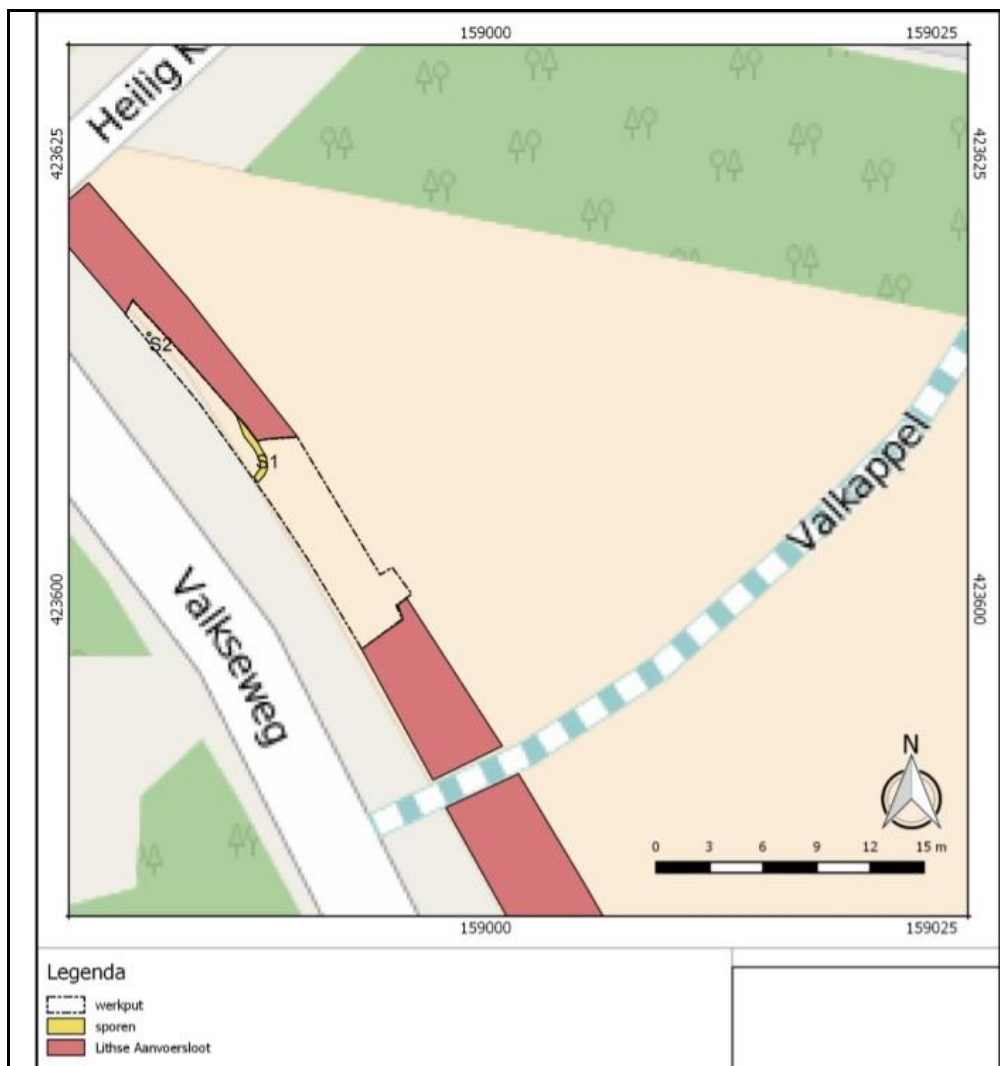 159000
159025
Heilig K
423625
423625
S2
S1
Valkappel
423600
423600
Valkseweg
N
0 3 6 9 12 15 m
159000
159025
Legenda
werkput
sporen
Lithse Aanvoersloot